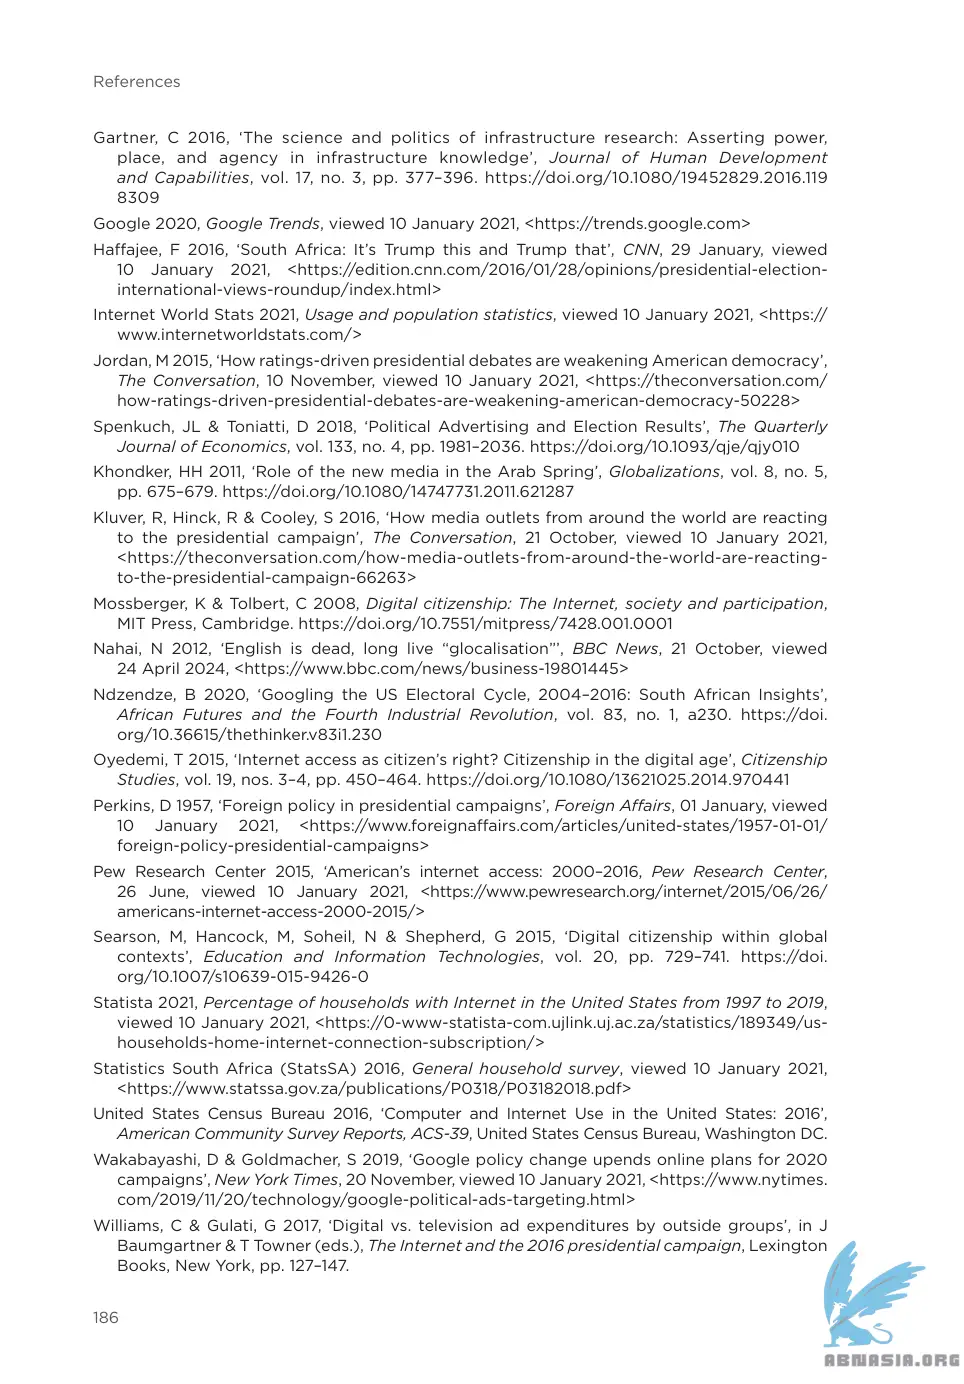 References
Gartner, C 2016, ‘The science and politics of infrastructure research: Asserting power,
place, and agency in infrastructure knowledge’, Journal of Human Development
and Capabilities, vol. 17, no. 3, pp. 377–396. https://doi.org/10.1080/19452829.2016.119
8309
Google 2020, Google Trends, viewed 10 January 2021, <https://trends.google.com>
Haffajee, F 2016, ‘South Africa: It’s Trump this and Trump that’, CNN, 29 January, viewed
10 January 2021, <https://edition.cnn.com/2016/01/28/opinions/presidential-election-
international-views-roundup/index.html>
Internet World Stats 2021, Usage and population statistics, viewed 10 January 2021, <https://
www.internetworldstats.com/>
Jordan, M 2015, ‘How ratings-driven presidential debates are weakening American democracy’,
The Conversation, 10 November, viewed 10 January 2021, <https://theconversation.com/
how-ratings-driven-presidential-debates-are-weakening-american-democracy-50228>
Spenkuch, JL & Toniatti, D 2018, ‘Political Advertising and Election Results’, The Quarterly
Journal of Economics, vol. 133, no. 4, pp. 1981–2036. https://doi.org/10.1093/qje/qjy010
Khondker, HH 2011, ‘Role of the new media in the Arab Spring’, Globalizations, vol. 8, no. 5,
pp. 675–679. https://doi.org/10.1080/14747731.2011.621287
Kluver, R, Hinck, R & Cooley, S 2016, ‘How media outlets from around the world are reacting
to the presidential campaign’, The Conversation, 21 October, viewed 10 January 2021,
<https://theconversation.com/how-media-outlets-from-around-the-world-are-reacting-
to-the-presidential-campaign-66263>
Mossberger, K & Tolbert, C 2008, Digital citizenship: The Internet, society and participation,
MIT Press, Cambridge. https://doi.org/10.7551/mitpress/7428.001.0001
Nahai, N 2012, ‘English is dead, long live “glocalisation”’, BBC News, 21 October, viewed
24 April 2024, <https://www.bbc.com/news/business-19801445>
Ndzendze, B 2020, ‘Googling the US Electoral Cycle, 2004–2016: South African Insights’,
African Futures and the Fourth Industrial Revolution, vol. 83, no. 1, a230. https://doi.
org/10.36615/thethinker.v83i1.230
Oyedemi, T 2015, ‘Internet access as citizen’s right? Citizenship in the digital age’, Citizenship
Studies, vol. 19, nos. 3–4, pp. 450–464. https://doi.org/10.1080/13621025.2014.970441
Perkins, D 1957, ‘Foreign policy in presidential campaigns’, Foreign Affairs, 01 January, viewed
10 January 2021, <https://www.foreignaffairs.com/articles/united-states/1957-01-01/
foreign-policy-presidential-campaigns>
Pew Research Center 2015, ‘American’s internet access: 2000–2016, Pew Research Center,
26 June, viewed 10 January 2021, <https://www.pewresearch.org/internet/2015/06/26/
americans-internet-access-2000-2015/>
Searson, M, Hancock, M, Soheil, N & Shepherd, G 2015, ‘Digital citizenship within global
contexts’, Education and Information Technologies, vol. 20, pp. 729–741. https://doi.
org/10.1007/s10639-015-9426-0
Statista 2021, Percentage of households with Internet in the United States from 1997 to 2019,
viewed 10 January 2021, <https://0-www-statista-com.ujlink.uj.ac.za/statistics/189349/us-
households-home-internet-connection-subscription/>
Statistics South Africa (StatsSA) 2016, General household survey, viewed 10 January 2021,
<https://www.statssa.gov.za/publications/P0318/P03182018.pdf>
United States Census Bureau 2016, ‘Computer and Internet Use in the United States: 2016’,
American Community Survey Reports, ACS-39, United States Census Bureau, Washington DC.
Wakabayashi, D & Goldmacher, S 2019, ‘Google policy change upends online plans for 2020
campaigns’, New York Times, 20 November, viewed 10 January 2021, <https://www.nytimes.
com/2019/11/20/technology/google-political-ads-targeting.html>
Williams, C & Gulati, G 2017, ‘Digital vs. television ad expenditures by outside groups’, in J
Baumgartner & T Towner (eds.), The Internet and the 2016 presidential campaign, Lexington
Books, New York, pp. 127–147.
186
ABNASIA.ORG